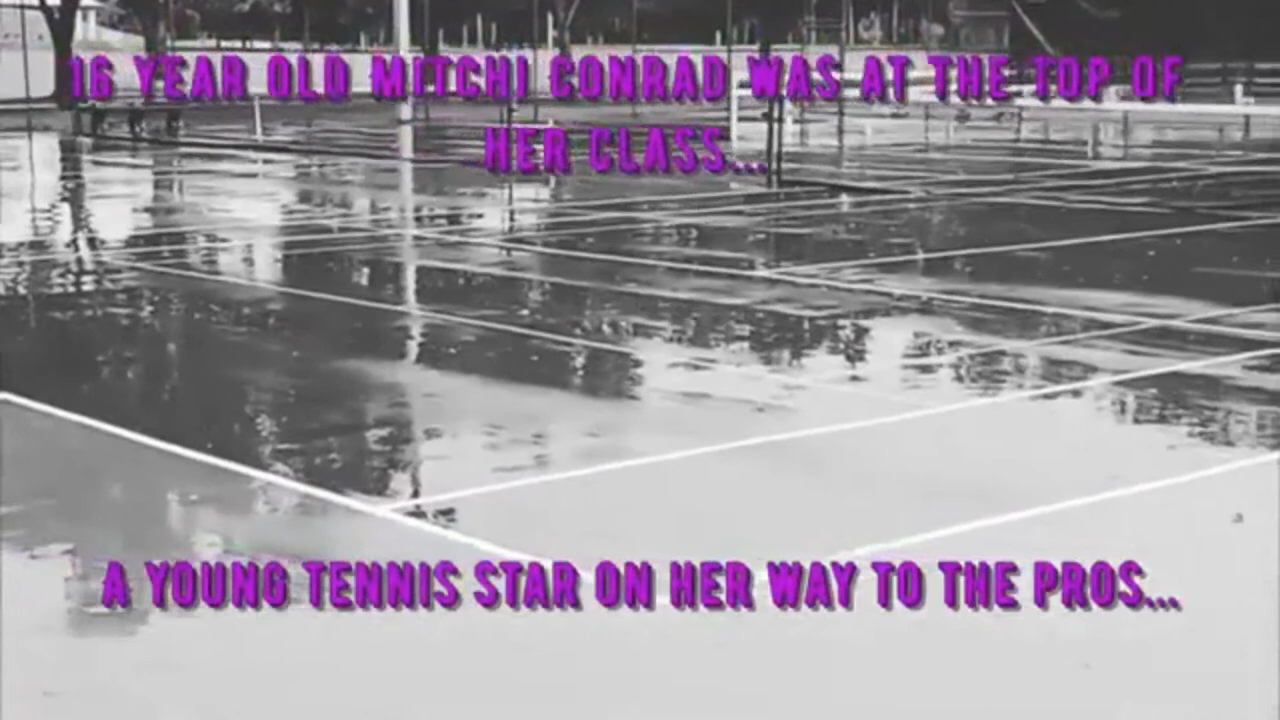 16 YEAR OLD MITCHI CONRAD WAS AT THE TOP OF
HER CLASS...
A YOUNG TENNIS STAR ON HER WAY TO THE PROS...